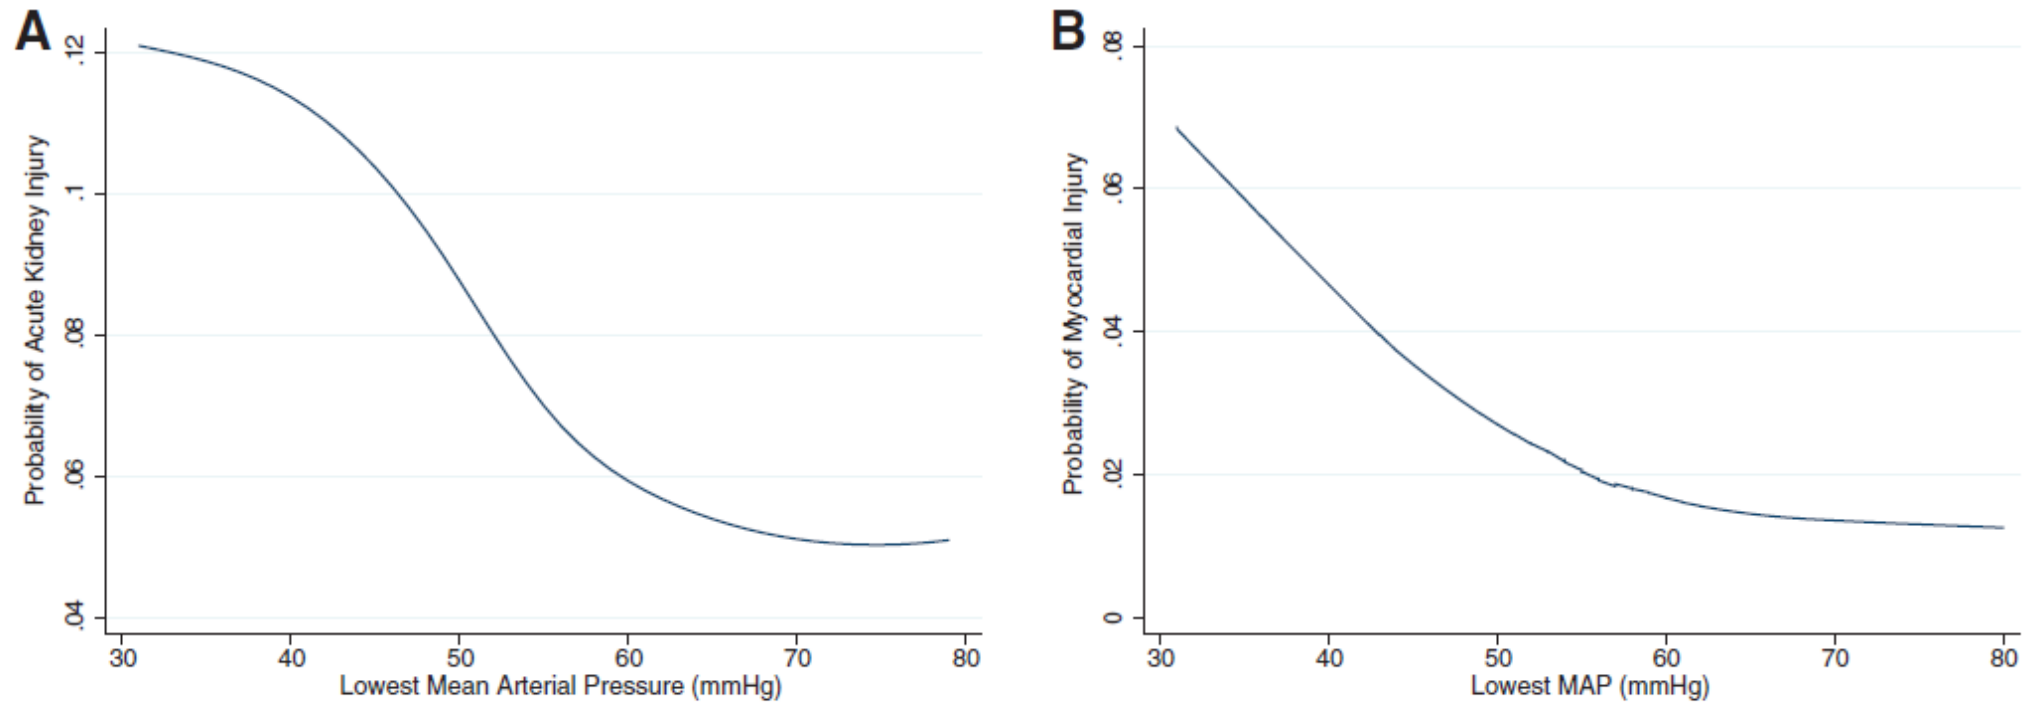 A
Probability of Acute Kidney Injury
.12
.1
.08
.06
.04
30 40 50 60 70 80
Lowest Mean Arterial Pressure (mmHg)
B
Probability of Myocardial Injury
.08
.06
.04
.02
0
30 40 50 60 70 80
Lowest MAP (mmHg)